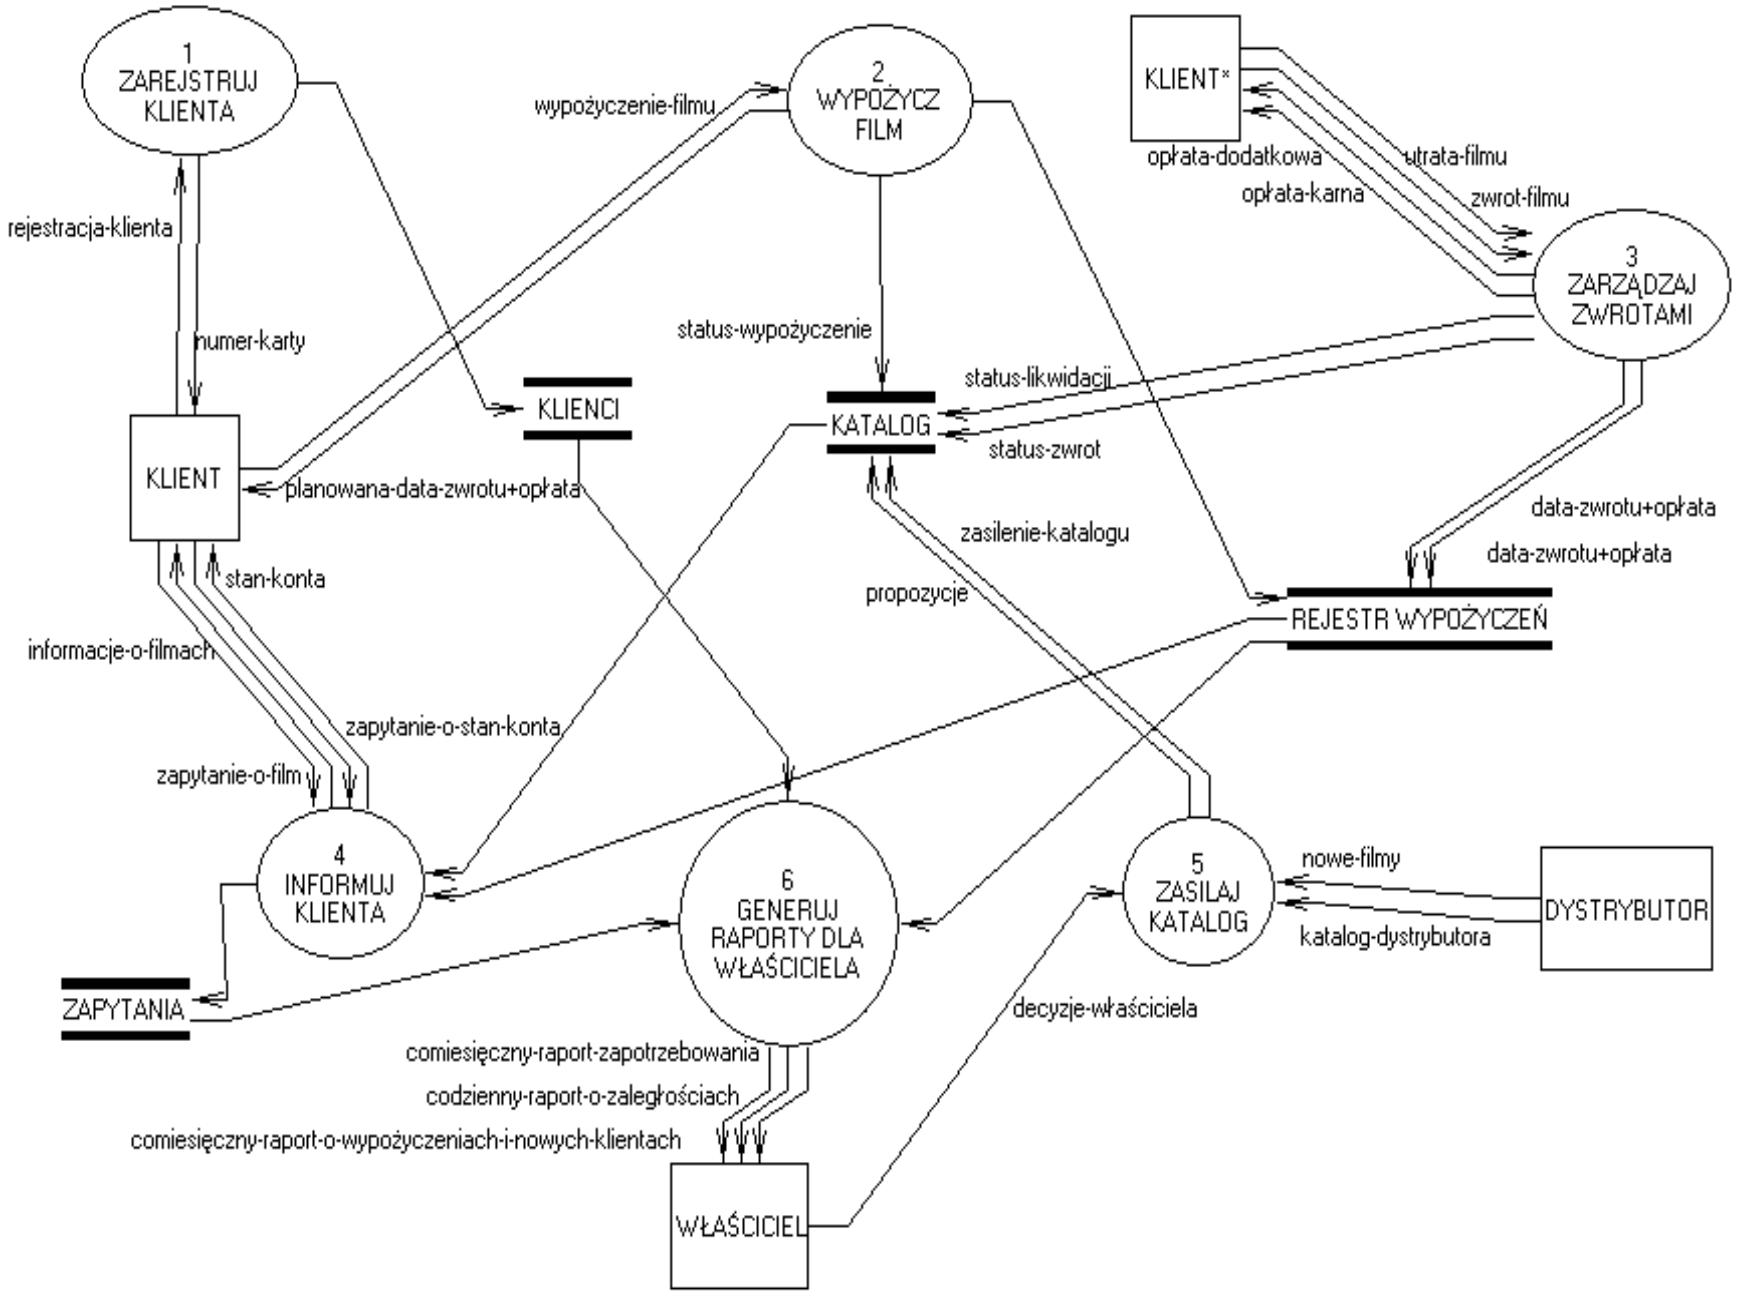 1
ZAREJSTRUJ
KLIENTA
2
WYPOŻYCZ
FILM
KLIENT*
wypożyczenie-filmu
opłata-dodatkowa
utrata-filmu
opłata-karna
zwrot-filmu
rejestracja-klienta
3
ZARZĄDZAJ
ZWROTAMI
numer-karty
status-wypożyczenie
status-likwidacji
KLIENCI
KATALOG
status-zwrot
KLIENT
planowana-data-zwrotu+opłata
data-zwrotu+opłata
zasilenie-katalogu
data-zwrotu+opłata
stan-konta
propozycje
REJESTR WYPOŻYCZEŃ
informacje-o-filmach
zapytanie-o-stan-konta
zapytanie-o-film
4
INFORMUJ
KLIENTA
6
GENERUJ
RAPORTY DLA
WŁAŚCICIELA
5
ZASILAJ
KATALOG
nowe-filmy
DYSTRYBUTOR
katalog-dystrybutora
ZAPYTANIA
decyzje-właściciela
comiesięczny-raport-zapotrzebowania
codzienny-raport-o-zaległościach
comiesięczny-raport-o-wypożyczeniach-i-nowych-klientach
WŁAŚCICIEL